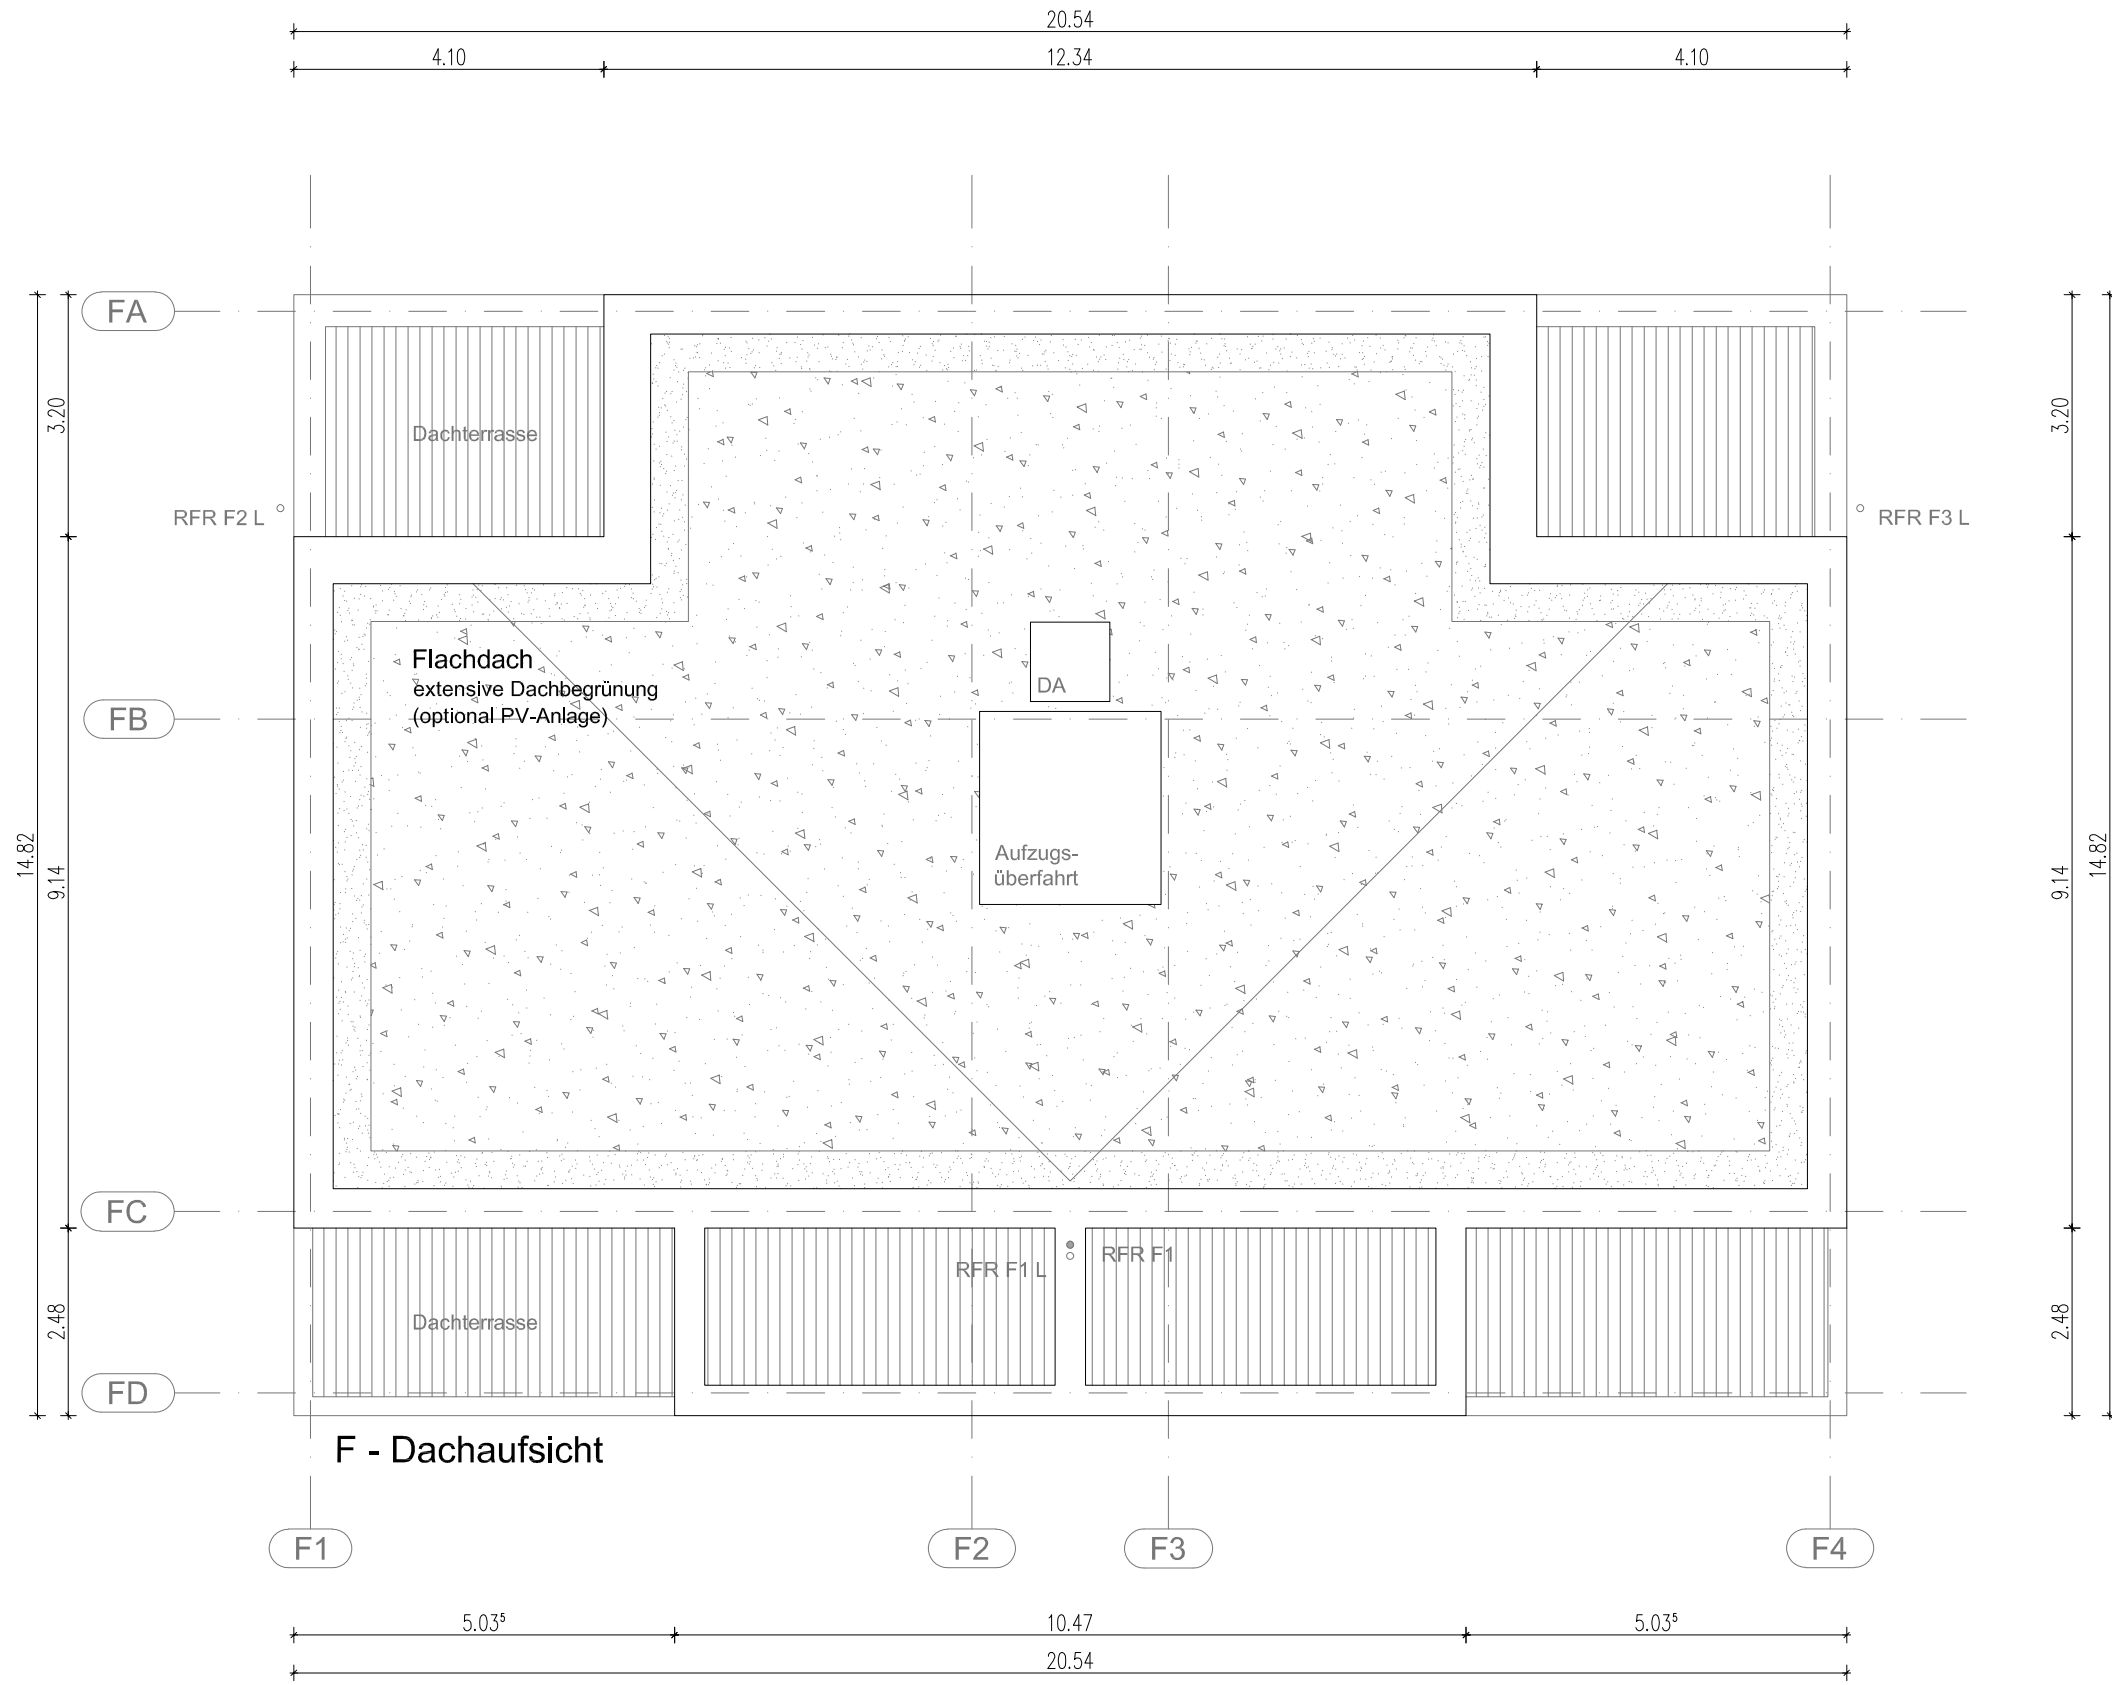 20.54
4.10
12.34
4.10
FA
3.20
3.20
Dachterrasse
RFR F2 L
RFR F3 L
Flachdach
extensive Dachbegrünung
(optional PV-Anlage)
DA
FB
Aufzugs-
überfahrt
14.82
9.14
9.14
14.82
FC
RFR F1 L
RFR F1
2.48
Dachterrasse
2.48
FD
F - Dachaufsicht
F1
F2
F3
F4
5.03⁵
10.47
5.03⁵
20.54